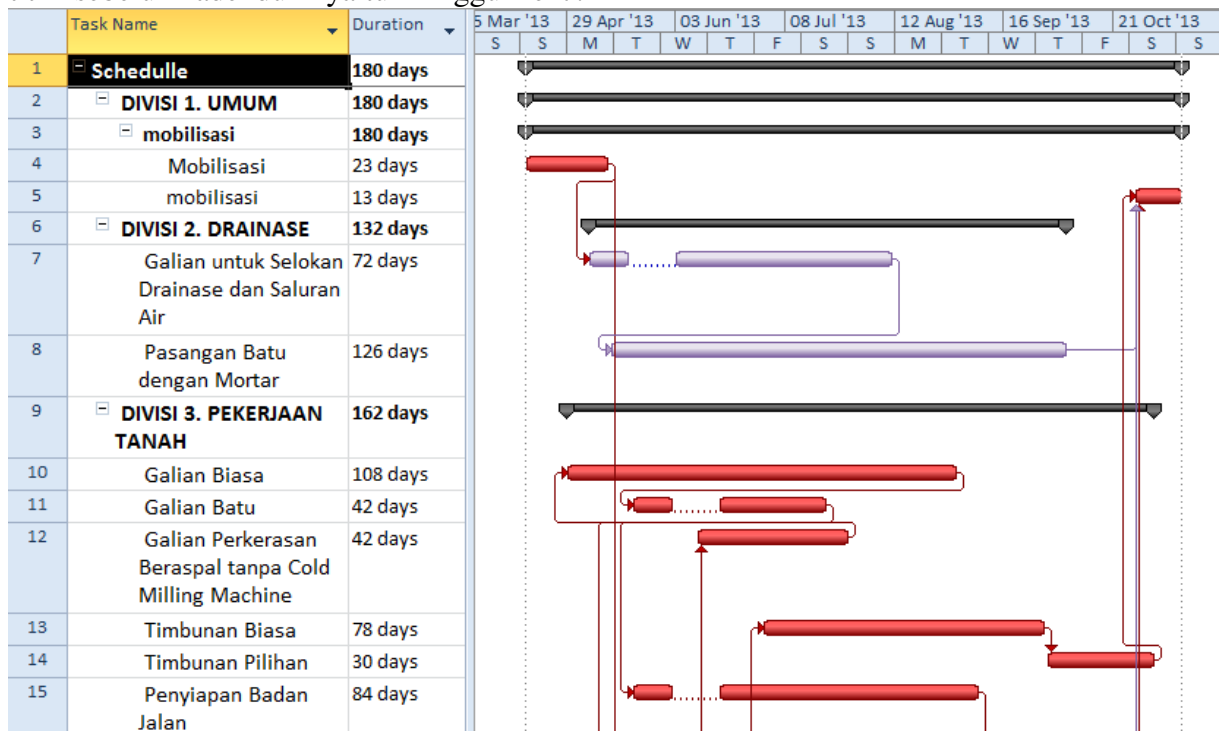 Task Name Duration 5 Mar '13 29 Apr '13 03 Jun '13 08 Jul '13 12 Aug '13 16 Sep '13 21 Oct '13
S S M T W T F S S M T W T F S S
1 Schedulle 180 days
2 DIVISI 1. UMUM 180 days
3 mobilisasi 180 days
4 Mobilisasi 23 days
5 mobilisasi 13 days
6 DIVISI 2. DRAINASE 132 days
7 Galian untuk Selokan 72 days
Drainase dan Saluran
Air
8 Pasangan Batu 126 days
dengan Mortar
9 DIVISI 3. PEKERJAAN 162 days
TANAH
10 Galian Biasa 108 days
11 Galian Batu 42 days
12 Galian Perkerasan 42 days
Beraspal tanpa Cold
Milling Machine
13 Timbunan Biasa 78 days
14 Timbunan Pilihan 30 days
15 Penyiapan Badan 84 days
Jalan